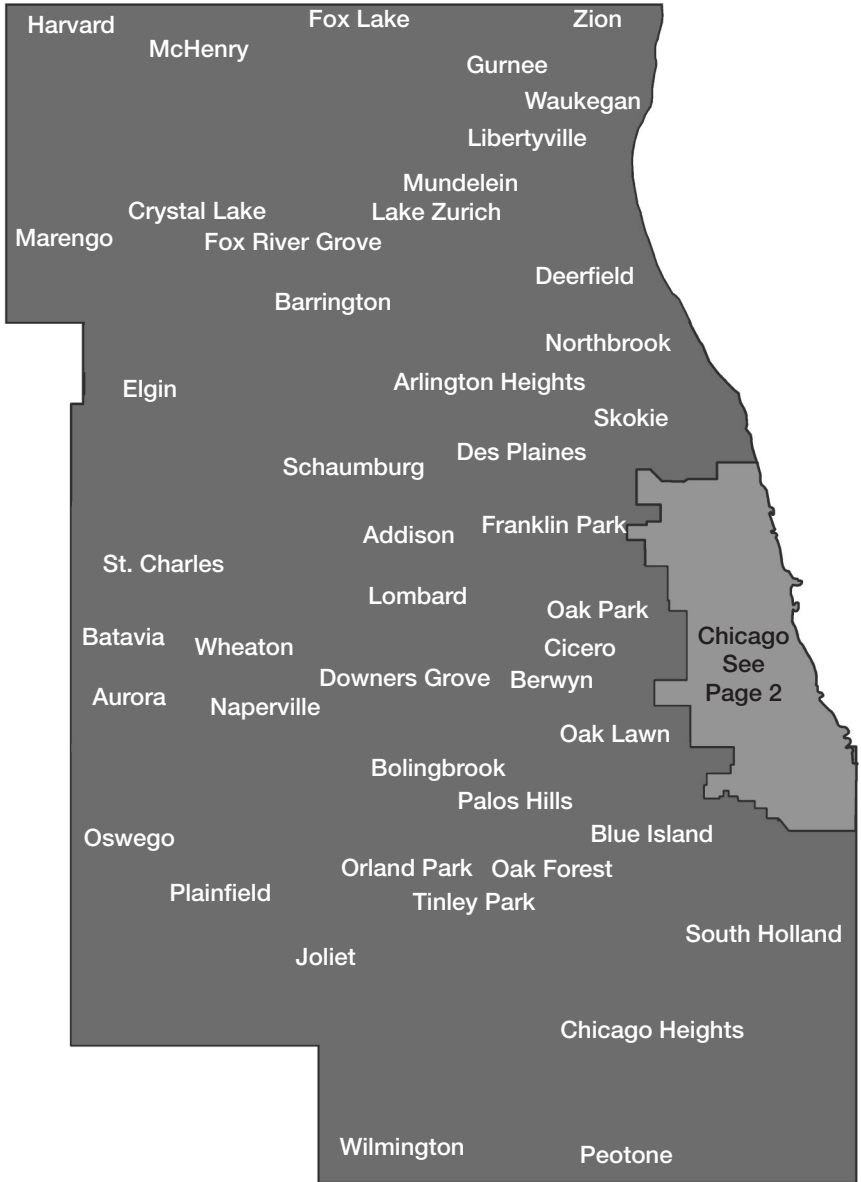 Harvard
Fox Lake
Zion
McHenry
Gurnee
Waukegan
Libertyville
Mundelein
Crystal Lake
Lake Zurich
Marengo
Fox River Grove
Deerfield
Barrington
Northbrook
Arlington Heights
Elgin
Skokie
Des Plaines
Schaumburg
Franklin Park
Addison
St. Charles
Lombard
Oak Park
Batavia
Wheaton
Cicero
Chicago
See
Page 2
Downers Grove
Berwyn
Aurora
Naperville
Oak Lawn
Bolingbrook
Palos Hills
Blue Island
Oswego
Orland Park
Oak Forest
Plainfield
Tinley Park
South Holland
Joliet
Chicago Heights
Wilmington
Peotone